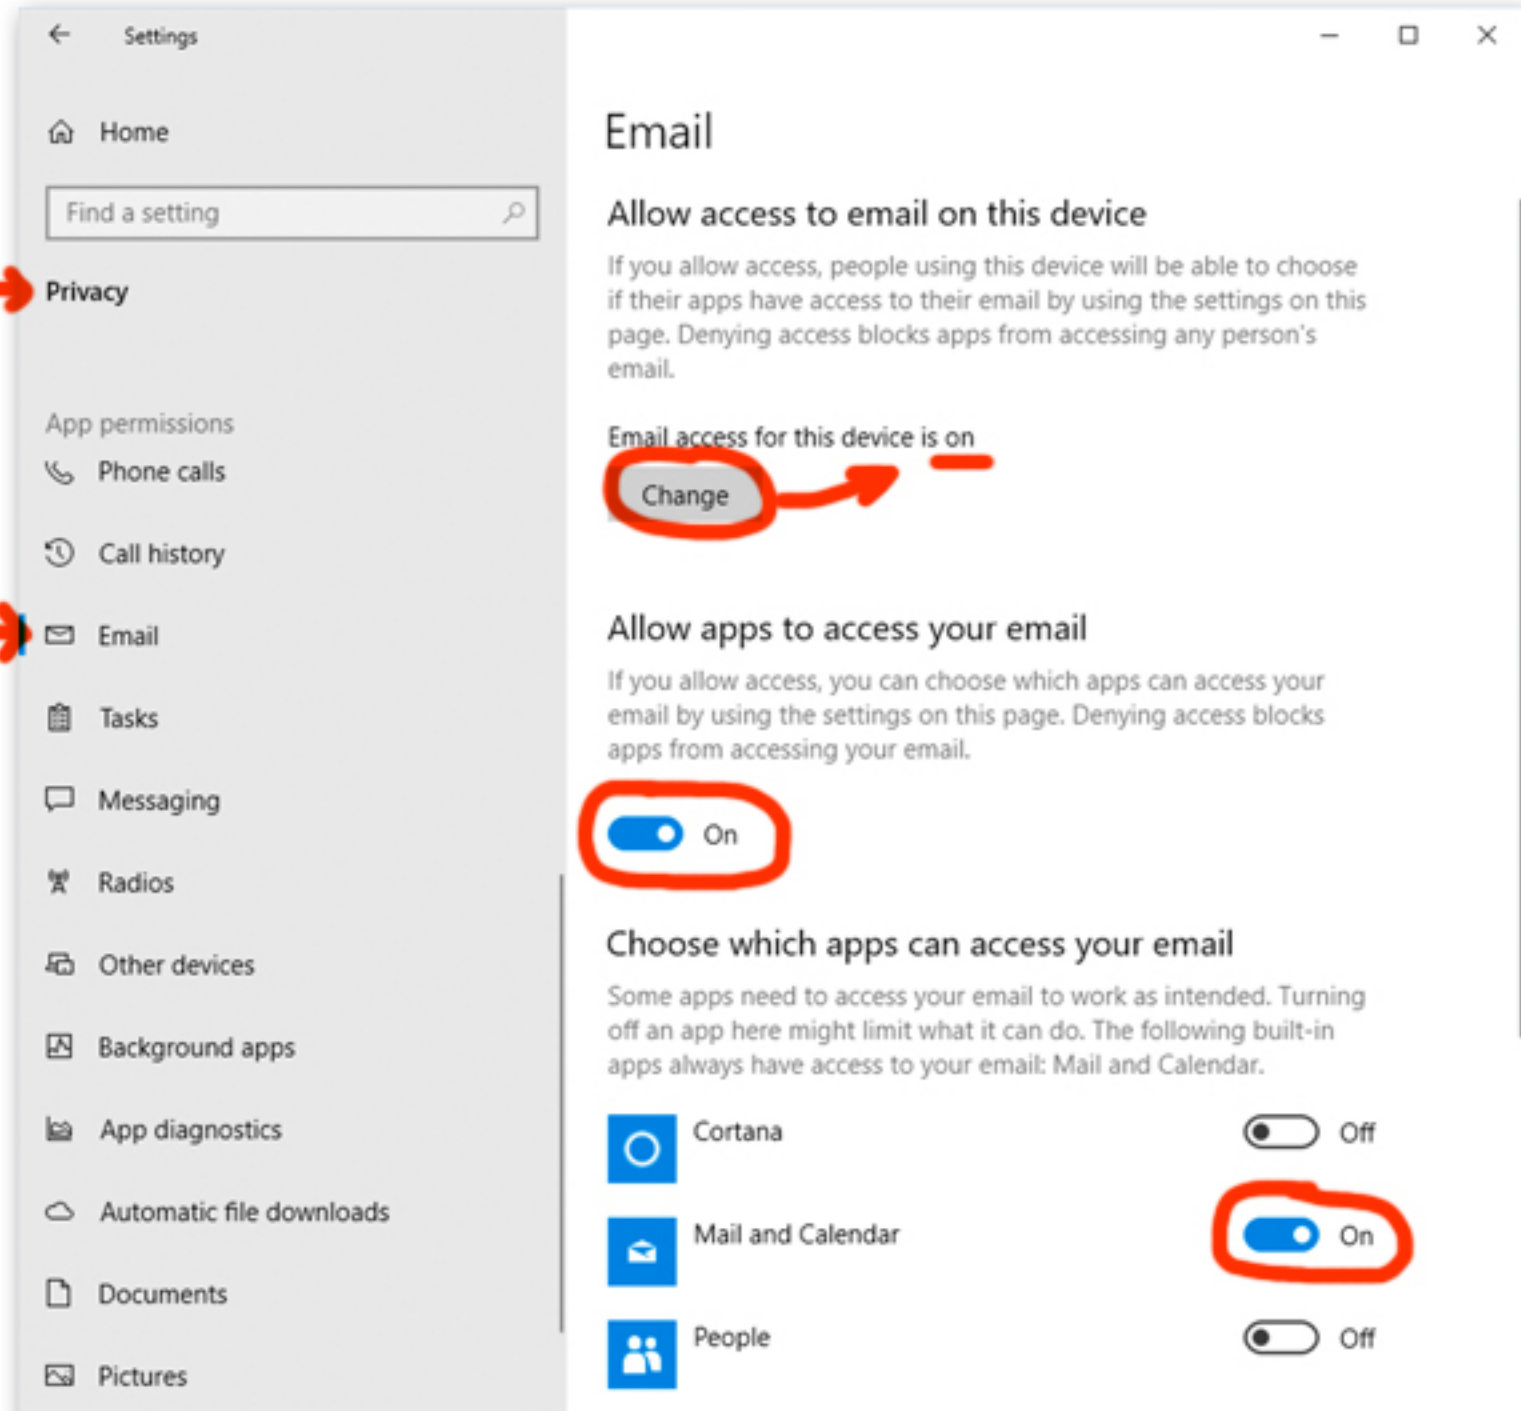 Settings
Home
Find a setting
Privacy
App permissions
Phone calls
Call history
Email
Tasks
Messaging
Radios
Other devices
Background apps
App diagnostics
Automatic file downloads
Documents
Pictures
Email
Allow access to email on this device
If you allow access, people using this device will be able to choose
if their apps have access to their email by using the settings on this
page. Denying access blocks apps from accessing any person's
email.
Email access for this device is on
Change
Allow apps to access your email
If you allow access, you can choose which apps can access your
email by using the settings on this page. Denying access blocks
apps from accessing your email.
On
Choose which apps can access your email
Some apps need to access your email to work as intended. Turning
off an app here might limit what it can do. The following built-in
apps always have access to your email: Mail and Calendar.
Cortana Off
Mail and Calendar On
People Off